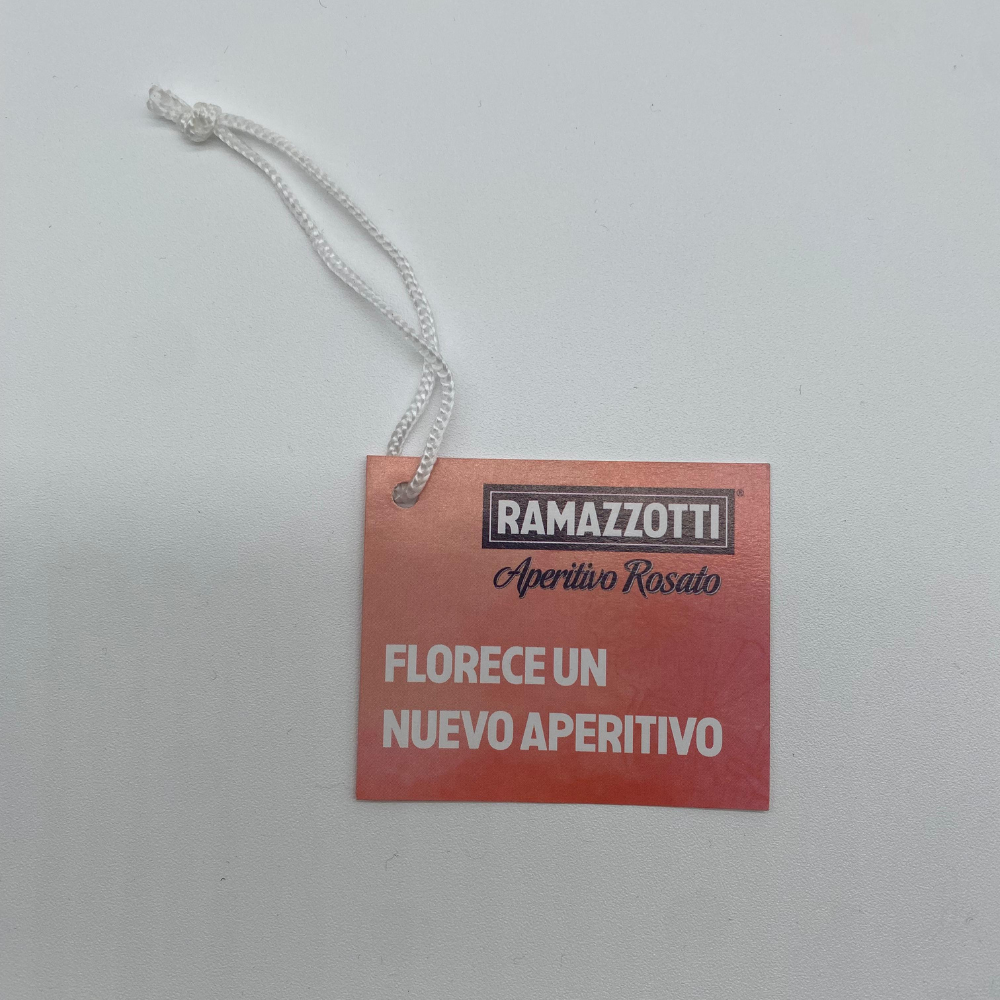 RAMAZZOTTI®
Aperitivo Rosato
FLORECE UN
NUEVO APERITIVO